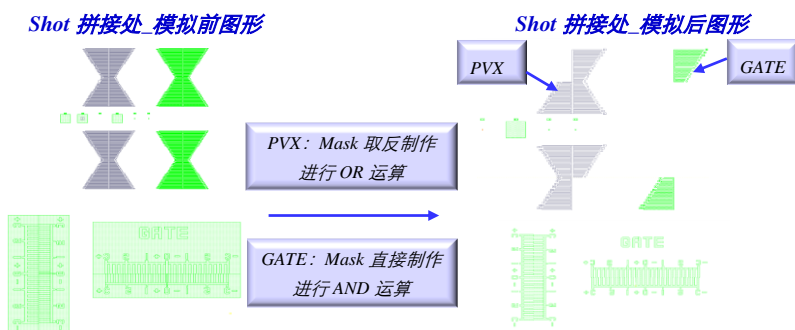 Shot 拼接处_模拟前图形
Shot 拼接处_模拟后图形
PVX
GATE
PVX：Mask 取反制作
进行 OR 运算
GATE：Mask 直接制作
进行 AND 运算
GATE
GATE